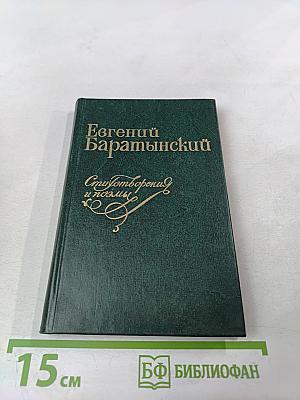 Евгений
Баратынский
Стихотворения
и поэмы
15 см
БФ БИБЛИОФАН